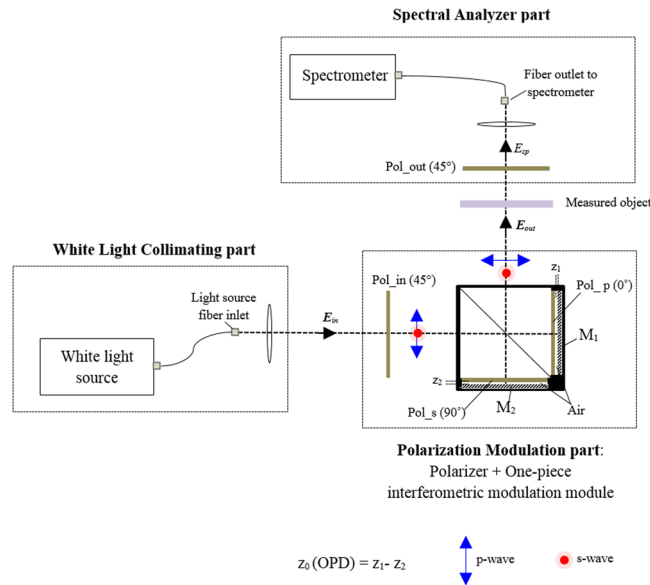 Spectral Analyzer part
Spectrometer
Fiber outlet to
spectrometer
E_sp
Pol_out (45°)
Measured object
E_out
White Light Collimating part
Light source
fiber inlet
White light
source
E_in
Pol_in (45°)
z₁
Pol_ p (0°)
M₁
z₂
Pol_s (90°)
M₂
Air
Polarization Modulation part:
Polarizer + One-piece
interferometric modulation module
z₀ (OPD) = z₁- z₂
p-wave
s-wave